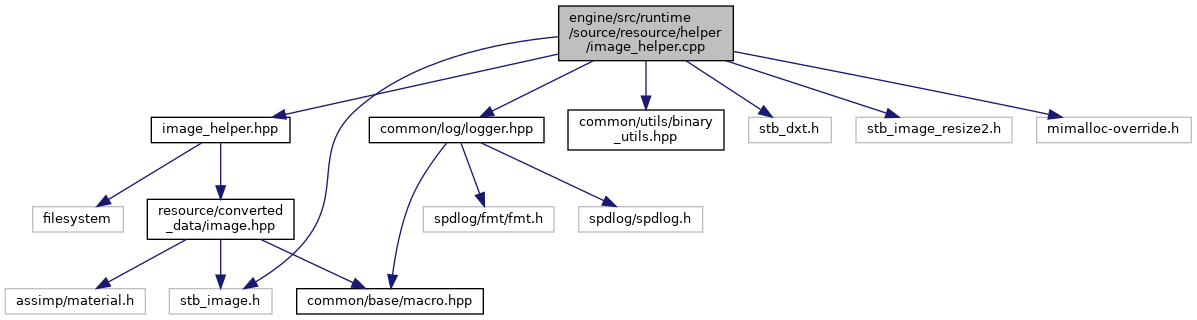 engine/src/runtime
/source/resource/helper
/image_helper.cpp
image_helper.hpp
common/log/logger.hpp
common/utils/binary
_utils.hpp
stb_dxt.h
stb_image_resize2.h
mimalloc-override.h
filesystem
resource/converted
_data/image.hpp
spdlog/fmt/fmt.h
spdlog/spdlog.h
assimp/material.h
stb_image.h
common/base/macro.hpp